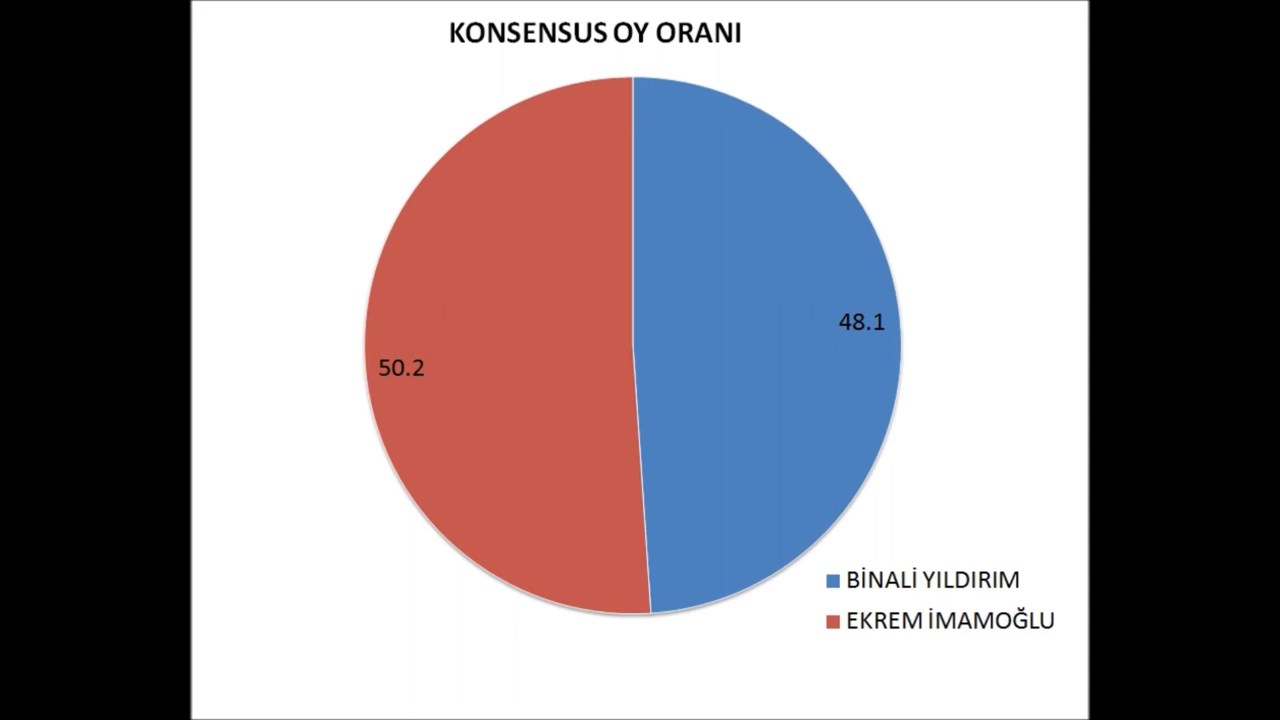 KONSENSUS OY ORANI
48.1
50.2
BİNALİ YILDIRIM
EKREM İMAMOĞLU